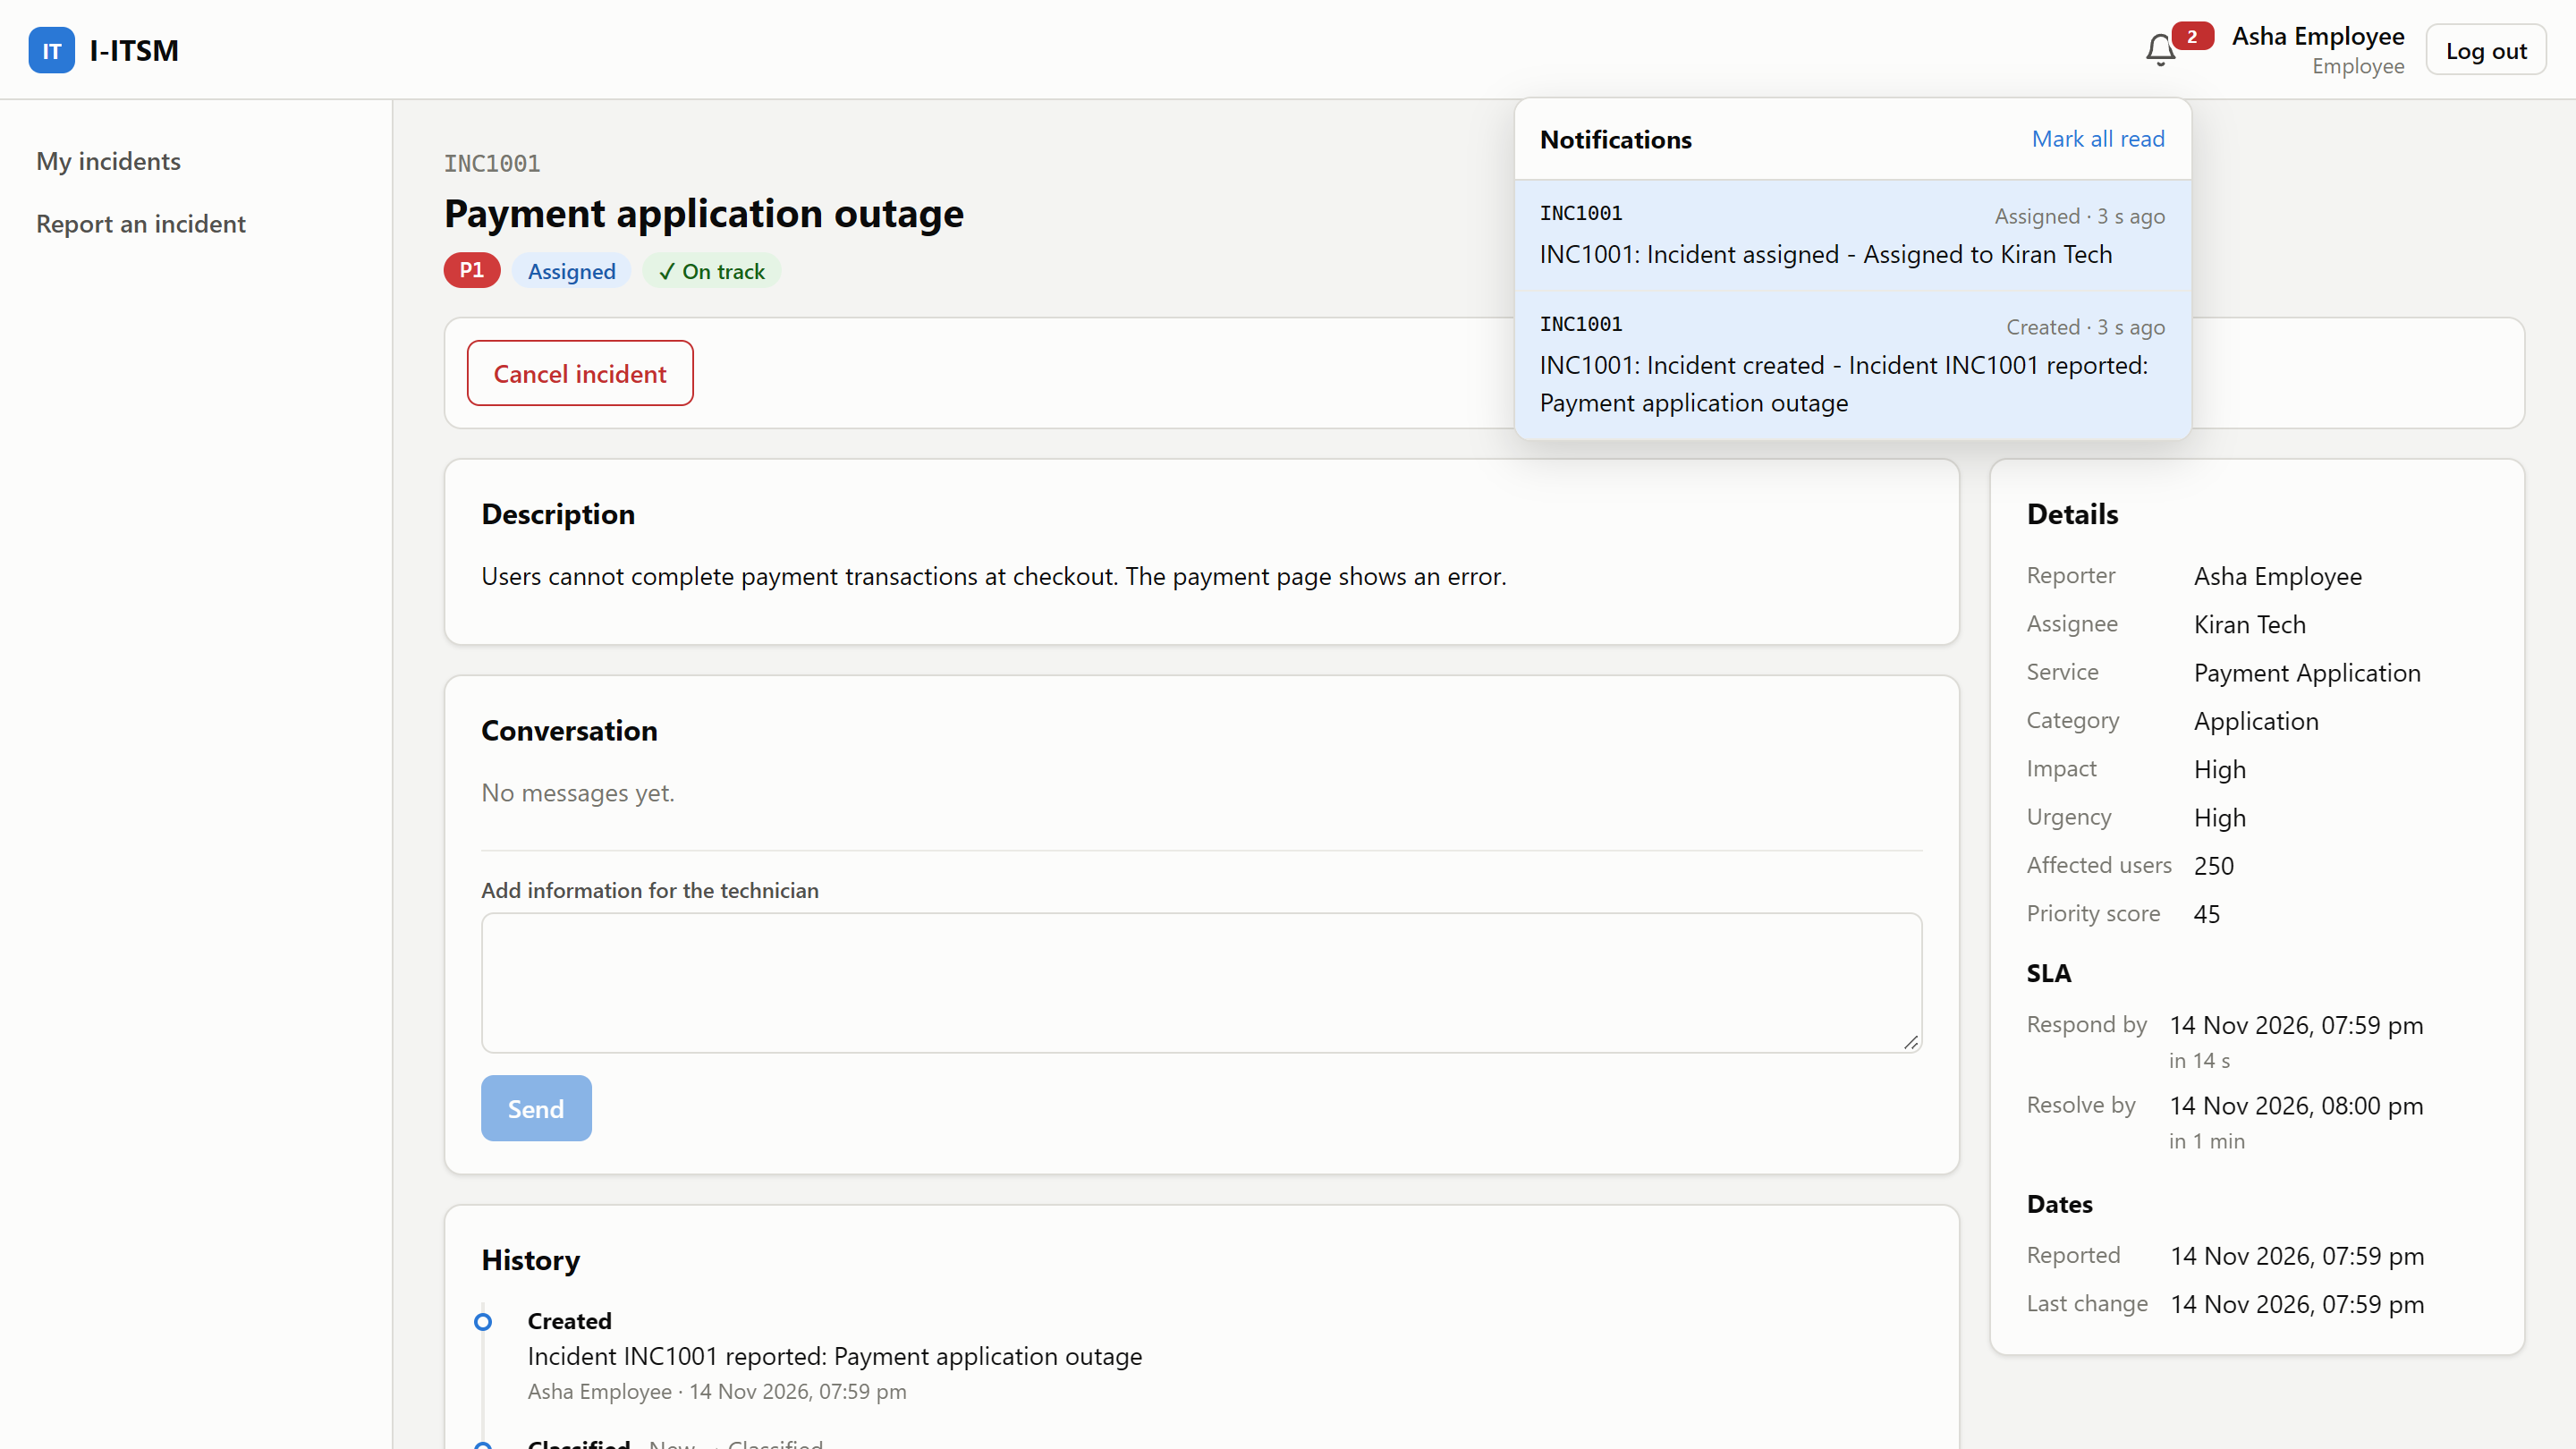 IT I-ITSM
2
Asha Employee
Employee
Log out
My incidents
Report an incident
INC1001
Payment application outage
P1 Assigned ✓ On track
Cancel incident
Notifications Mark all read
INC1001 Assigned · 3 s ago
INC1001: Incident assigned - Assigned to Kiran Tech
INC1001 Created · 3 s ago
INC1001: Incident created - Incident INC1001 reported:
Payment application outage
Description
Users cannot complete payment transactions at checkout. The payment page shows an error.
Conversation
No messages yet.
Add information for the technician
Send
History
Created
Incident INC1001 reported: Payment application outage
Asha Employee · 14 Nov 2026, 07:59 pm
Classified New → Classified
Details
Reporter Asha Employee
Assignee Kiran Tech
Service Payment Application
Category Application
Impact High
Urgency High
Affected users 250
Priority score 45
SLA
Respond by 14 Nov 2026, 07:59 pm
in 14 s
Resolve by 14 Nov 2026, 08:00 pm
in 1 min
Dates
Reported 14 Nov 2026, 07:59 pm
Last change 14 Nov 2026, 07:59 pm